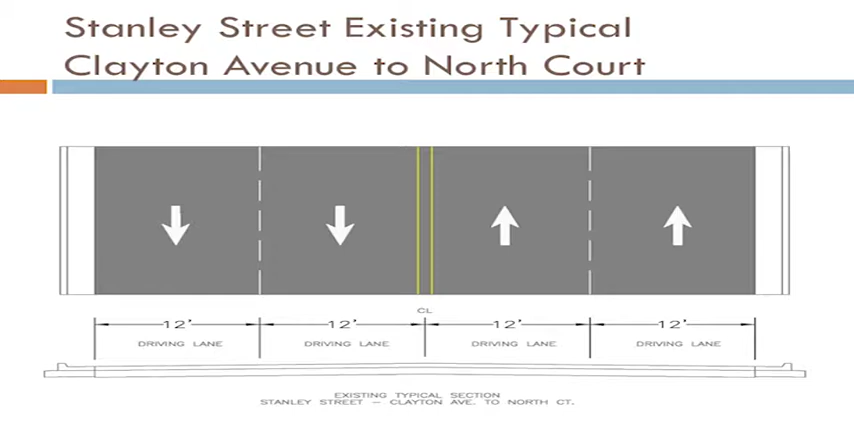 Stanley Street Existing Typical
Clayton Avenue to North Court
CL
12' 12' 12' 12'
DRIVING LANE DRIVING LANE DRIVING LANE DRIVING LANE
EXISTING TYPICAL SECTION
STANLEY STREET – CLAYTON AVE. TO NORTH CT.